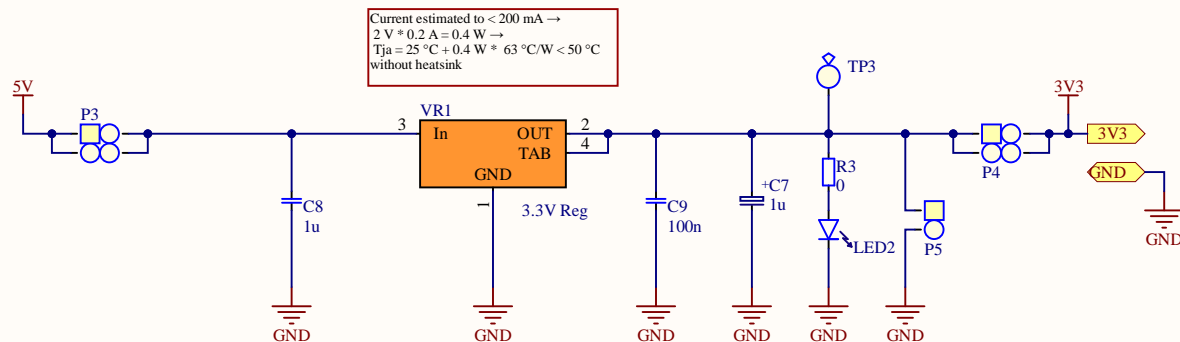 Current estimated to < 200 mA →
2 V * 0.2 A = 0.4 W →
Tja = 25 °C + 0.4 W * 63 °C/W < 50 °C
without heatsink
5V
P3
VR1
3
In
OUT
2
TAB
4
GND
1
3.3V Reg
C8
1u
C9
100n
+C7
1u
TP3
R3
0
LED2
P5
P4
3V3
3V3
GND
GND
GND
GND
GND
GND
GND
GND